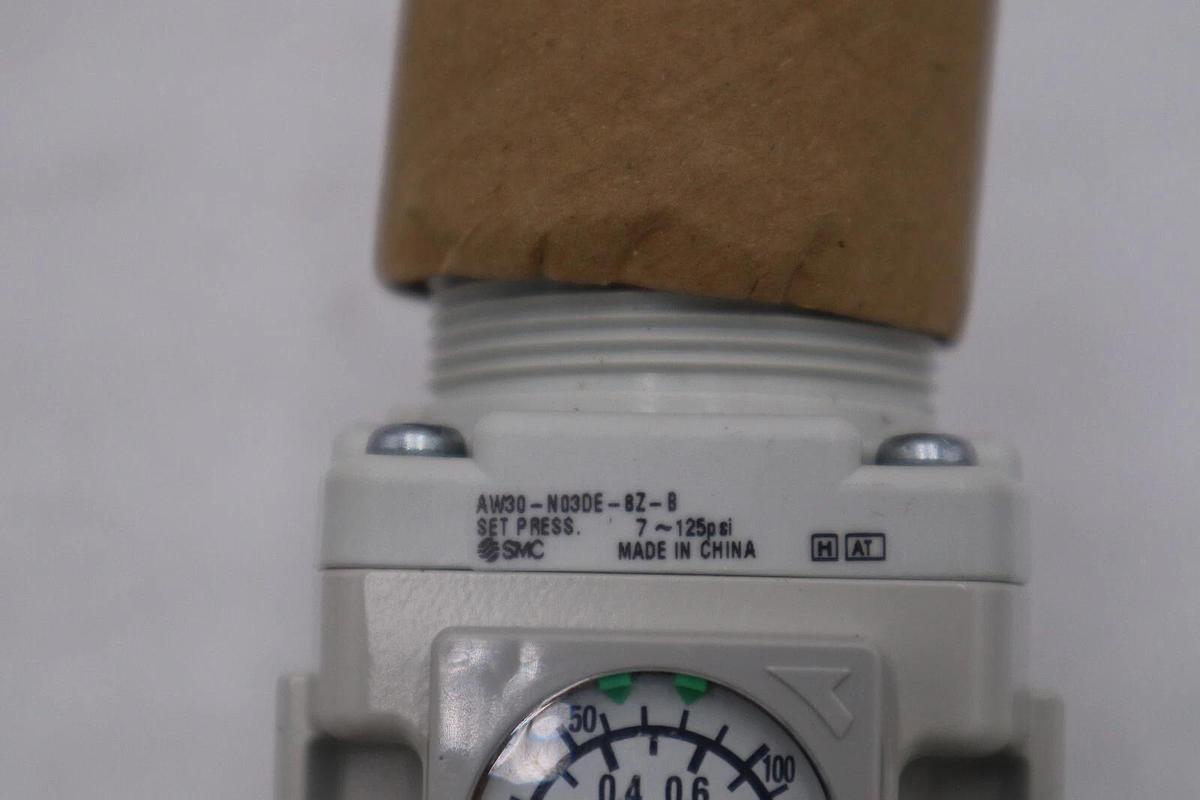 AW30-N03DE-8Z-B
SET PRESS. 7~125psi
SMC MADE IN CHINA H AT
50 100
0.4 0.6